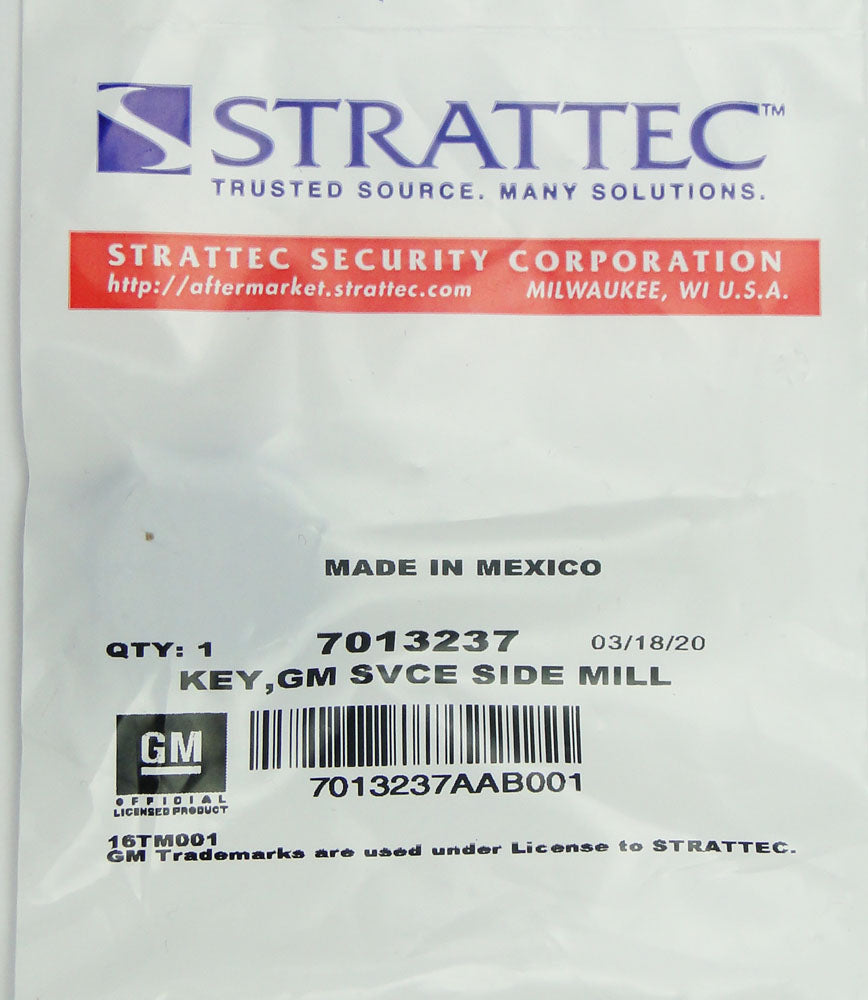 STRATTEC™
TRUSTED SOURCE. MANY SOLUTIONS.
STRATTEC SECURITY CORPORATION
http://aftermarket.strattec.com MILWAUKEE, WI U.S.A.
MADE IN MEXICO
QTY: 1 7013237 03/18/20
KEY,GM SVCE SIDE MILL
GM
OFFICIAL
LICENSED PRODUCT
7013237AAB001
16TM001
GM Trademarks are used under License to STRATTEC.